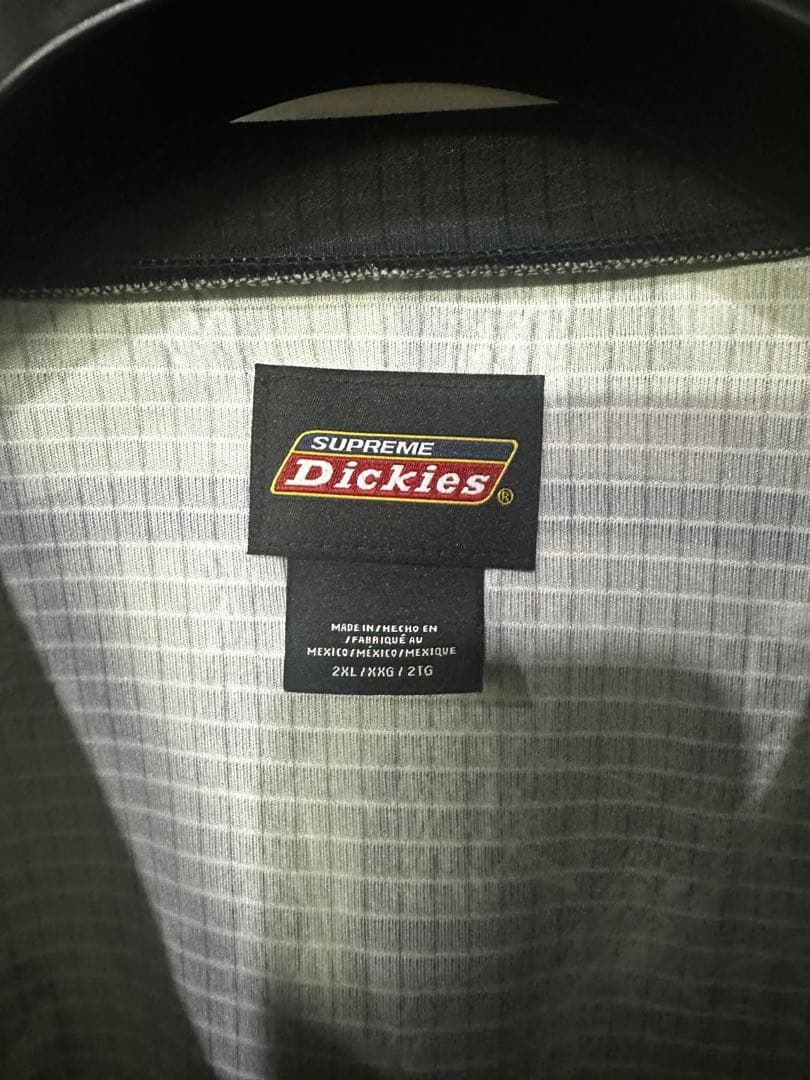 SUPREME
Dickies®
MADE IN/HECHO EN
/FABRIQUÉ AU
MEXICO/MÉXICO/MEXIQUE
2XL/XXG/2TG